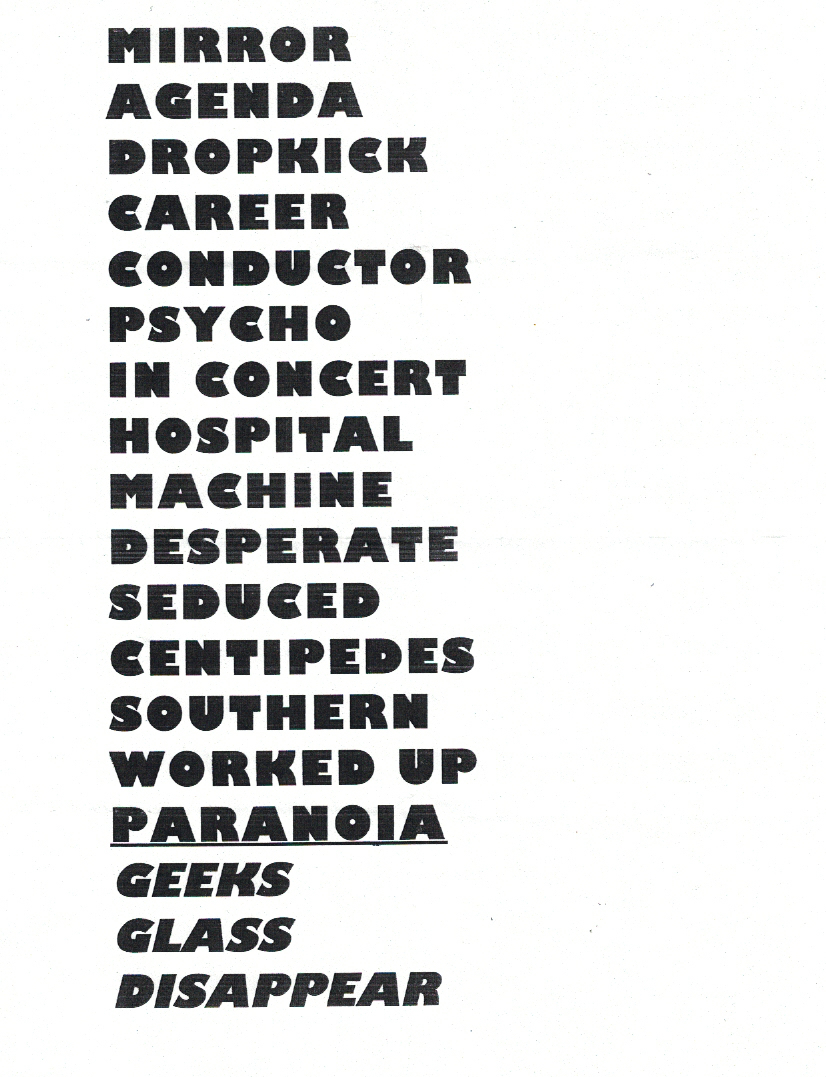 MIRROR
AGENDA
DROPKICK
CAREER
CONDUCTOR
PSYCHO
IN CONCERT
HOSPITAL
MACHINE
DESPERATE
SEDUCED
CENTIPEDES
SOUTHERN
WORKED UP
PARANOIA
GEEKS
GLASS
DISAPPEAR